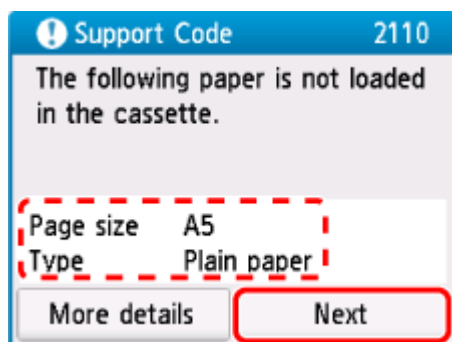 Support Code 2110
The following paper is not loaded
in the cassette.
Page size A5
Type Plain paper
More details Next